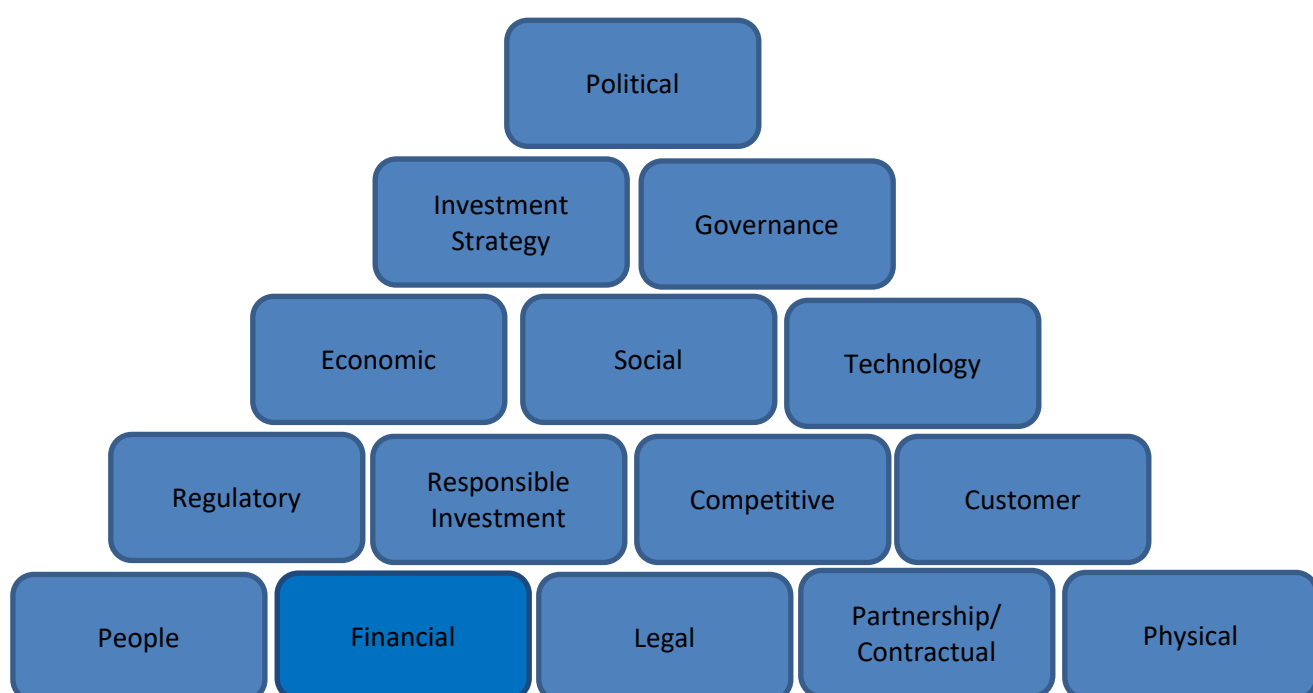 Political
Investment
Strategy
Governance
Economic
Social
Technology
Regulatory
Responsible
Investment
Competitive
Customer
People
Financial
Legal
Partnership/
Contractual
Physical